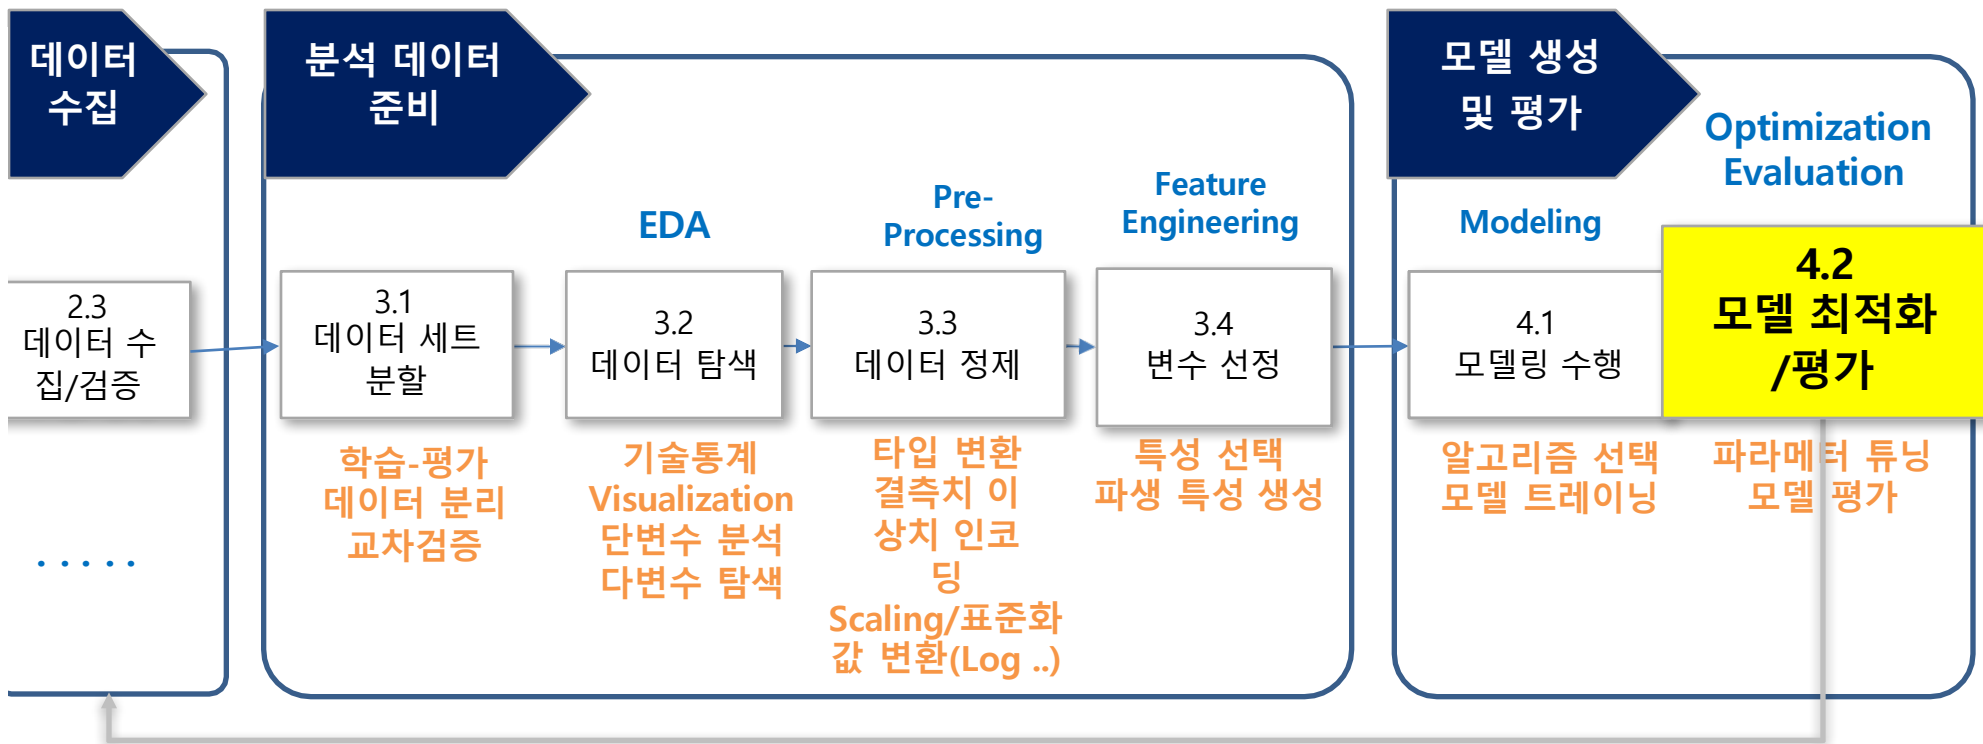 데이터
수집
분석 데이터
준비
모델 생성
및 평가
Optimization
Evaluation
EDA
Pre-
Processing
Feature
Engineering
Modeling
2.3
데이터 수
집/검증
3.1
데이터 세트
분할
3.2
데이터 탐색
3.3
데이터 정제
3.4
변수 선정
4.1
모델링 수행
4.2
모델 최적화
/평가
.....
학습-평가
데이터 분리
교차검증
기술통계
Visualization
단변수 분석
다변수 탐색
타입 변환
결측치 이
상치 인코
딩
Scaling/표준화
값 변환(Log ..)
특성 선택
파생 특성 생성
알고리즘 선택
모델 트레이닝
파라메터 튜닝
모델 평가